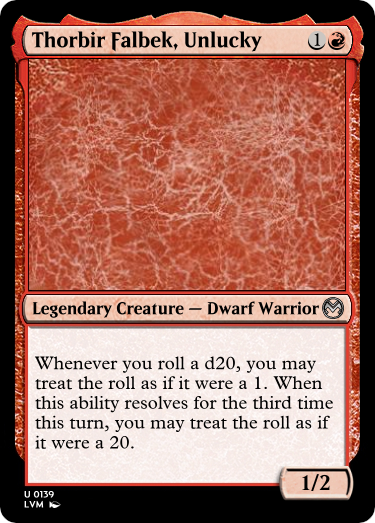 Thorbir Falbek, Unlucky 1
Legendary Creature — Dwarf Warrior
Whenever you roll a d20, you may
treat the roll as if it were a 1. When
this ability resolves for the third time
this turn, you may treat the roll as if
it were a 20.
1/2
U 0139
LVM